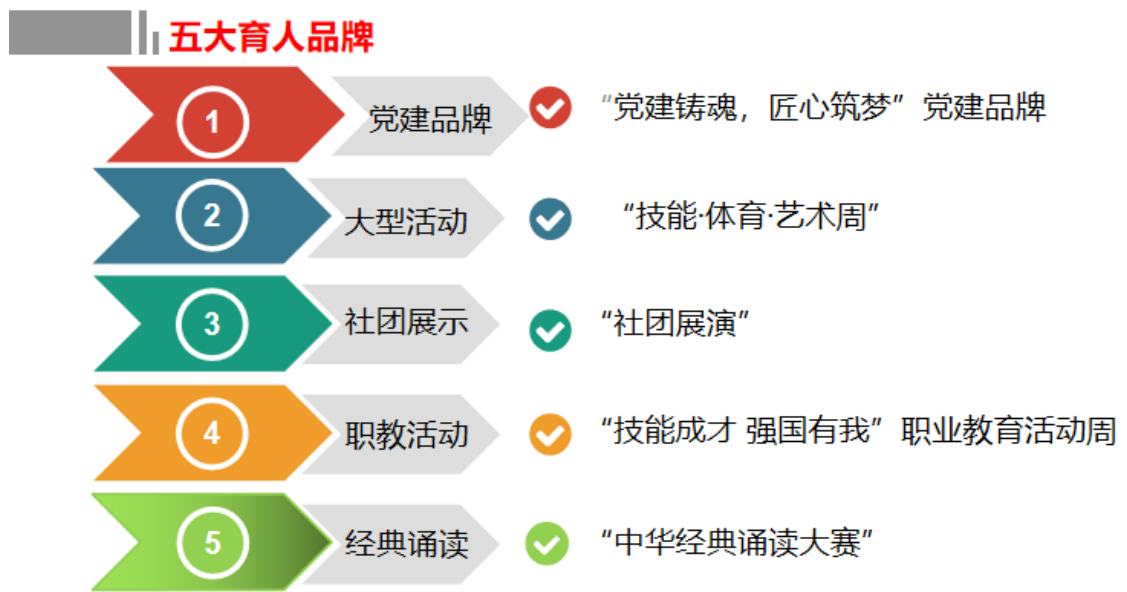 五大育人品牌
1 党建品牌 “党建铸魂，匠心筑梦”党建品牌
2 大型活动 “技能·体育·艺术周”
3 社团展示 “社团展演”
4 职教活动 “技能成才 强国有我”职业教育活动周
5 经典诵读 “中华经典诵读大赛”